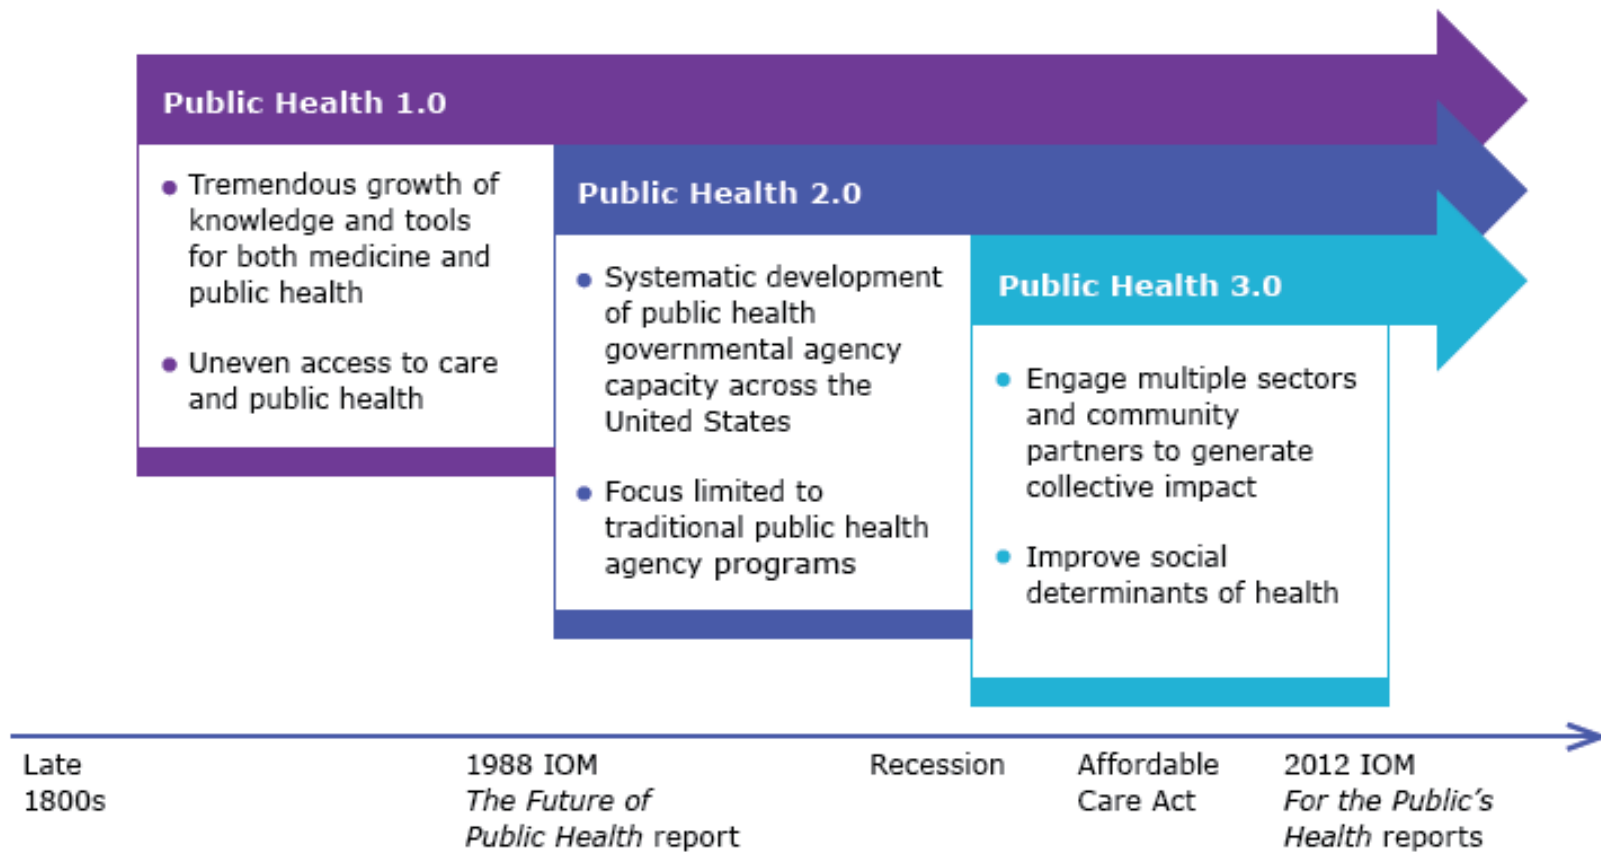 Public Health 1.0
• Tremendous growth of
knowledge and tools
for both medicine and
public health
• Uneven access to care
and public health
Public Health 2.0
• Systematic development
of public health
governmental agency
capacity across the
United States
• Focus limited to
traditional public health
agency programs
Public Health 3.0
• Engage multiple sectors
and community
partners to generate
collective impact
• Improve social
determinants of health
Late
1800s
1988 IOM
The Future of
Public Health report
Recession
Affordable
Care Act
2012 IOM
For the Public’s
Health reports